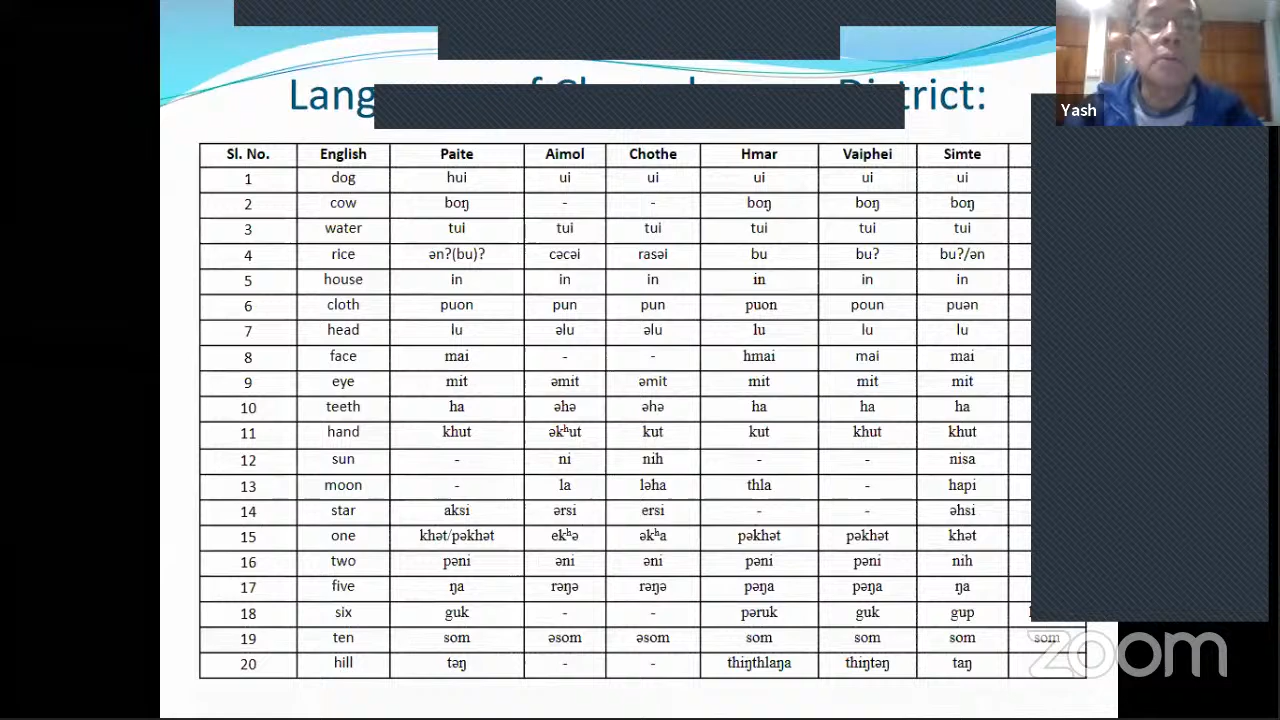 Yash
Sl. No. English Paite Aimol Chothe Hmar Vaiphei Simte
1 dog hui ui ui ui ui ui
2 cow boŋ - - boŋ boŋ boŋ
3 water tui tui tui tui tui tui
4 rice ən?(bu)? cəcəi rasəi bu bu? bu?/ən
5 house in in in in in in
6 cloth puon pun pun puon poun puən
7 head lu əlu əlu lu lu lu
8 face mai - - hmai mai mai
9 eye mit əmit əmit mit mit mit
10 teeth ha əhə əhə ha ha ha
11 hand khut əkʰut kut kut khut khut
12 sun - ni nih - - nisa
13 moon - la ləha thla - hapi
14 star aksi ərsi ersi - - əhsi
15 one khət/pəkhət ekʰə əkʰa pəkhət pəkhət khət
16 two pəni əni əni pəni pəni nih
17 five ŋa rəŋə rəŋə pəŋa pəŋa ŋa
18 six guk - - pəruk guk gup
19 ten som əsom əsom som som som som
20 hill təŋ - - thiŋthlaŋa thiŋtəŋ taŋ
zoom